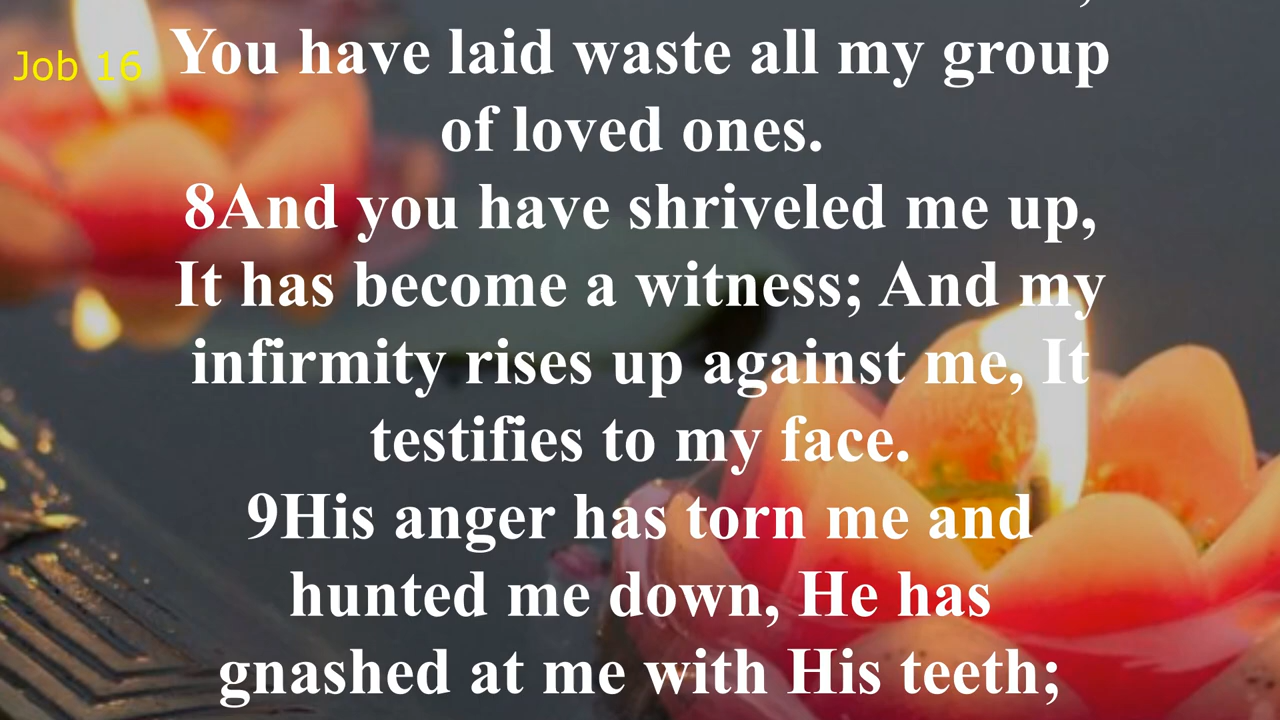 Job 16
You have laid waste all my group
of loved ones.
8And you have shriveled me up,
It has become a witness; And my
infirmity rises up against me, It
testifies to my face.
9His anger has torn me and
hunted me down, He has
gnashed at me with His teeth;